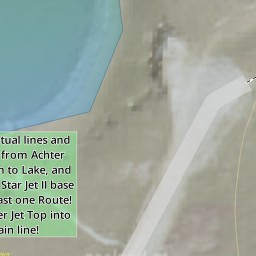 tual lines and
from Achter
n to Lake, and
Star Jet II base
ast one Route!
er Jet Top into
ain line!